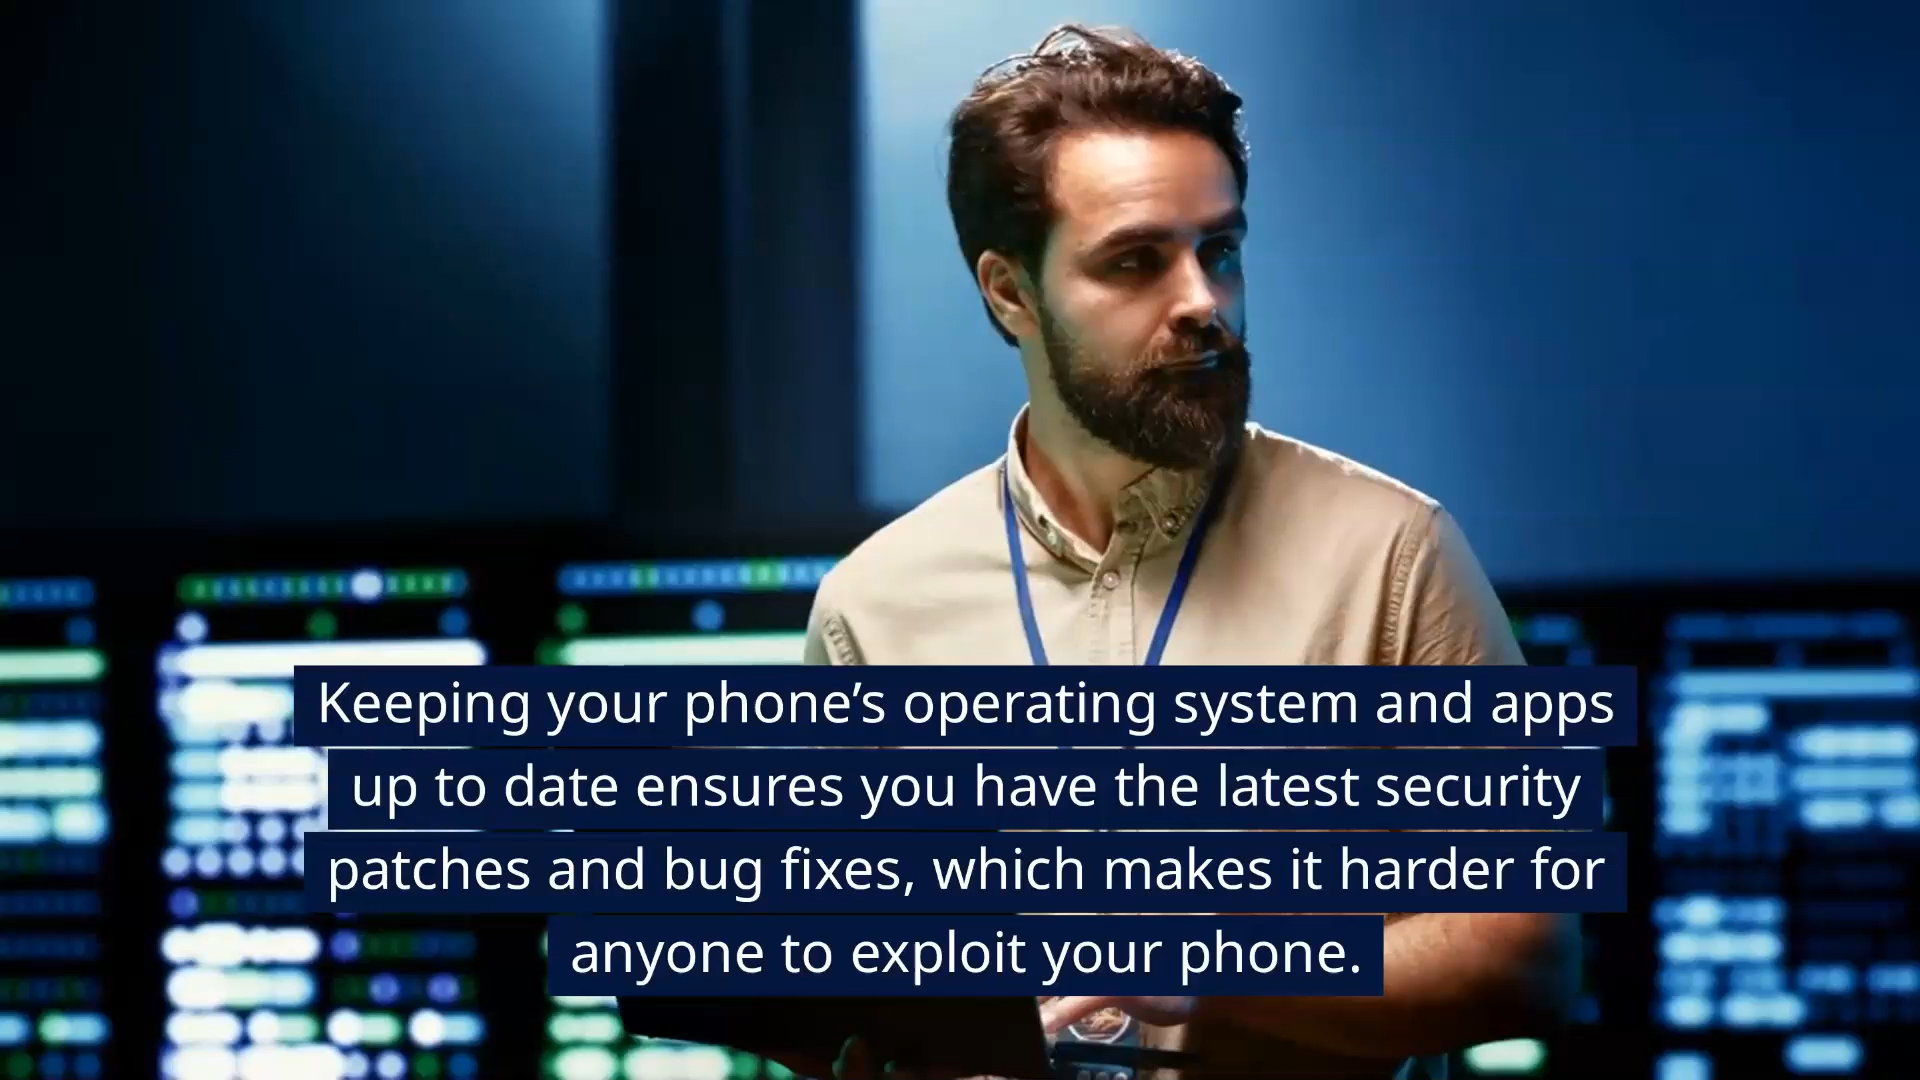 Keeping your phone’s operating system and apps
up to date ensures you have the latest security
patches and bug fixes, which makes it harder for
anyone to exploit your phone.